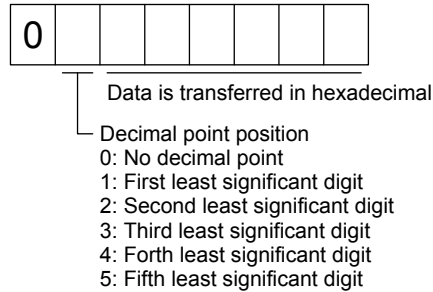 0
Data is transferred in hexadecimal
Decimal point position
0: No decimal point
1: First least significant digit
2: Second least significant digit
3: Third least significant digit
4: Forth least significant digit
5: Fifth least significant digit